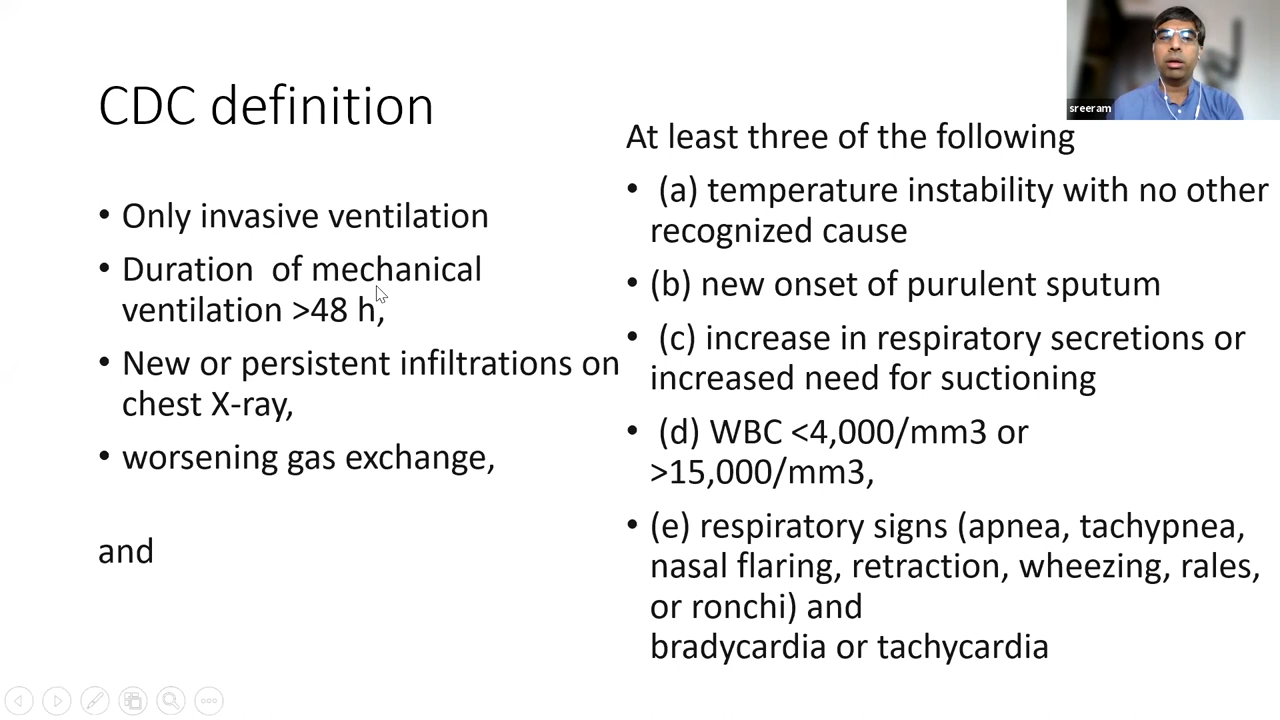 CDC definition
• Only invasive ventilation
• Duration  of mechanical
ventilation >48 h,
• New or persistent infiltrations on
chest X-ray,
• worsening gas exchange,
and
At least three of the following
• (a) temperature instability with no other
recognized cause
• (b) new onset of purulent sputum
• (c) increase in respiratory secretions or
increased need for suctioning
• (d) WBC <4,000/mm3 or
>15,000/mm3,
• (e) respiratory signs (apnea, tachypnea,
nasal flaring, retraction, wheezing, rales,
or ronchi) and
bradycardia or tachycardia
sreeram